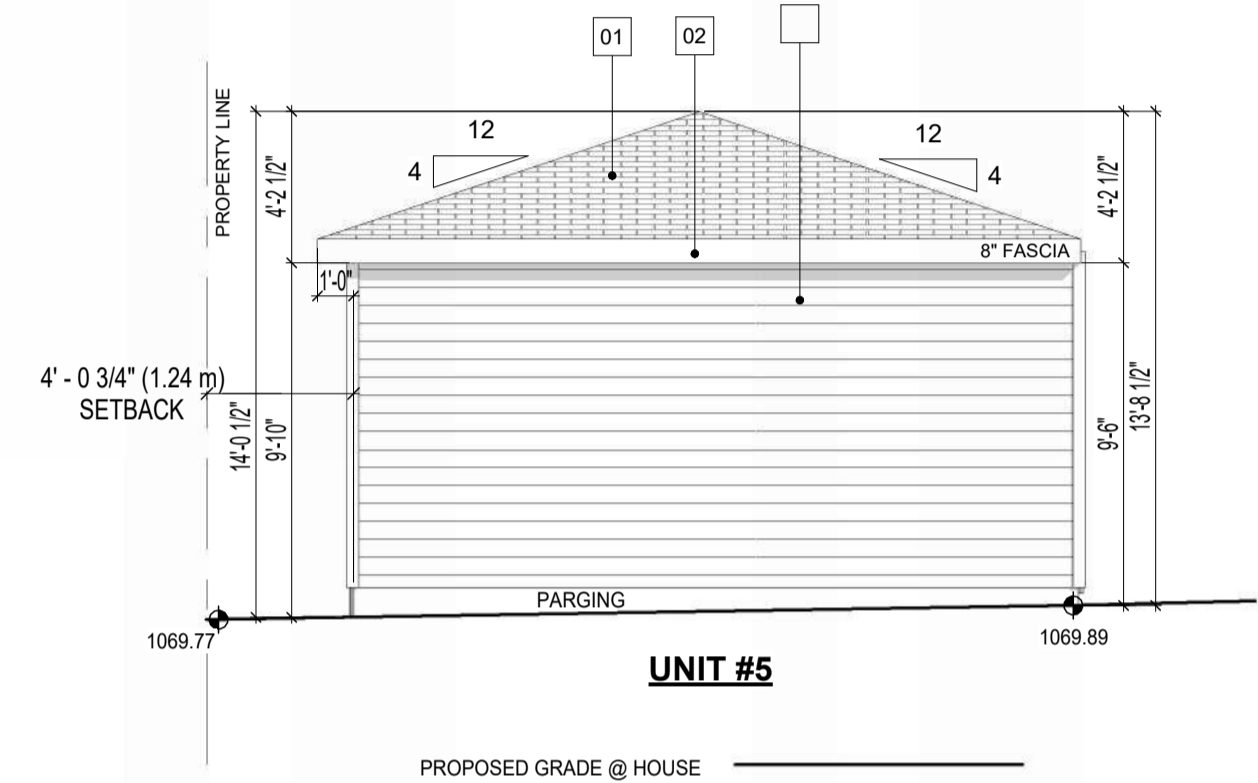 01
02
PROPERTY LINE
12
4
12
4
4'-2 1/2"
4'-2 1/2"
8" FASCIA
1'-0"
4' - 0 3/4" (1.24 m)
SETBACK
14'-0 1/2"
9'-10"
9'-6"
13'-8 1/2"
PARGING
1069.77
1069.89
UNIT #5
PROPOSED GRADE @ HOUSE